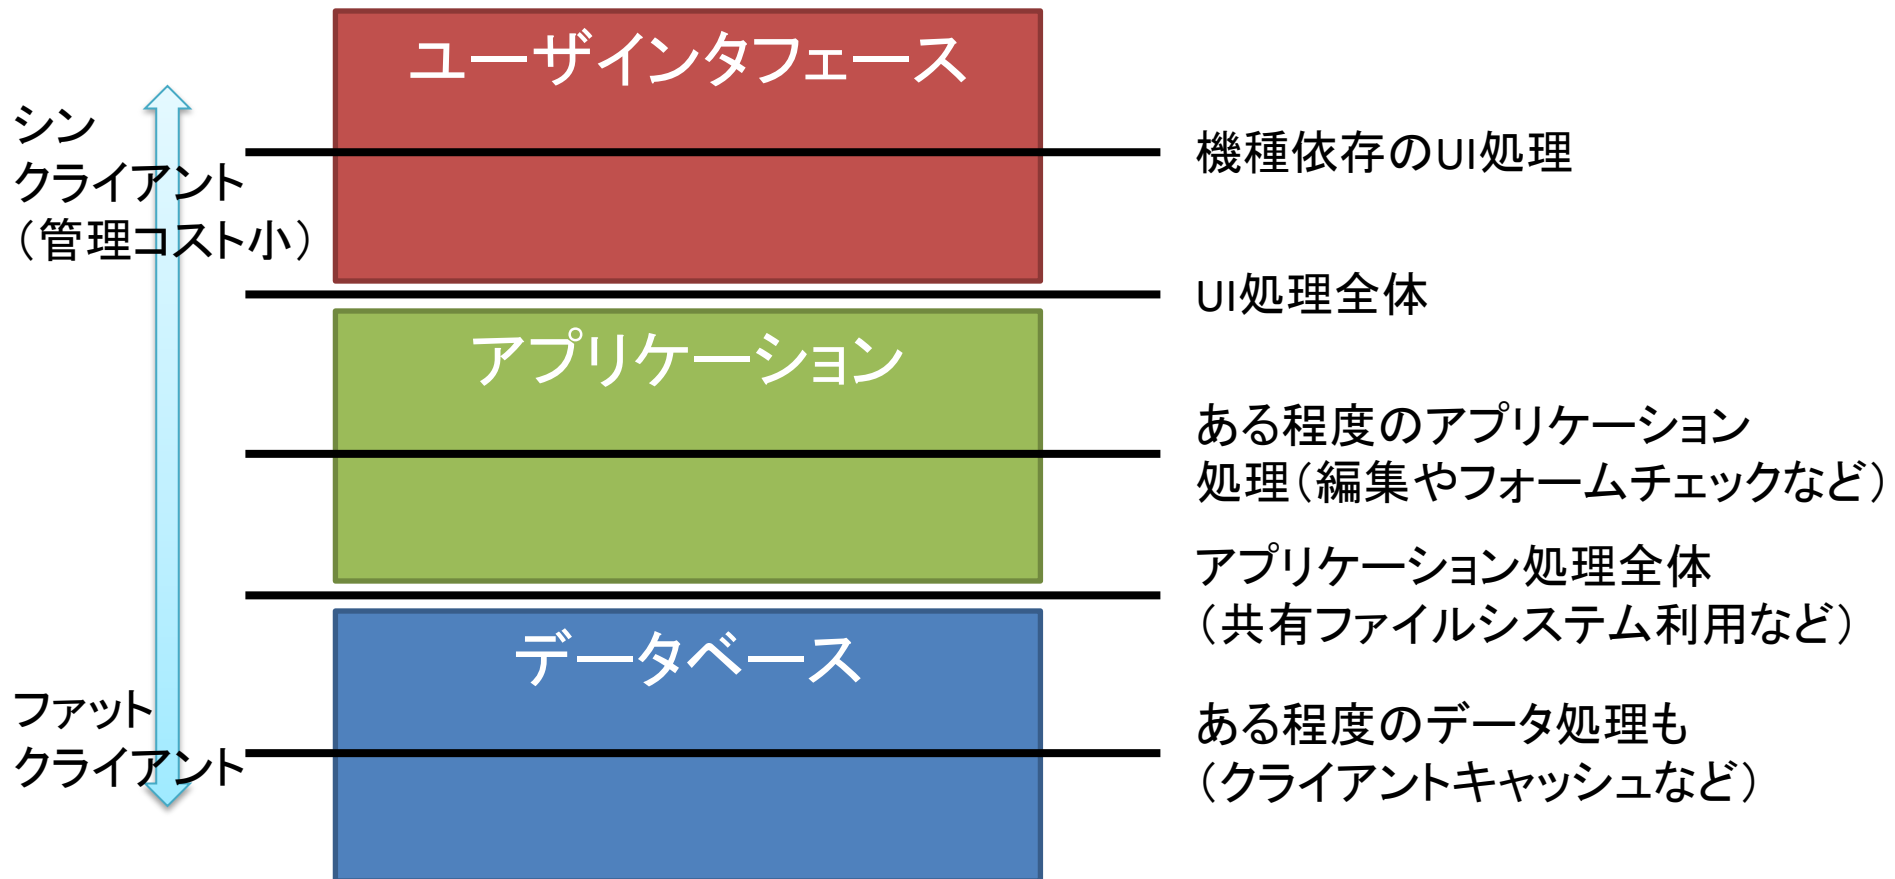 ユーザインタフェース
シン
クライアント
（管理コスト小）
機種依存のUI処理
UI処理全体
アプリケーション
ある程度のアプリケーション
処理（編集やフォームチェックなど）
アプリケーション処理全体
（共有ファイルシステム利用など）
データベース
ファット
クライアント
ある程度のデータ処理も
（クライアントキャッシュなど）